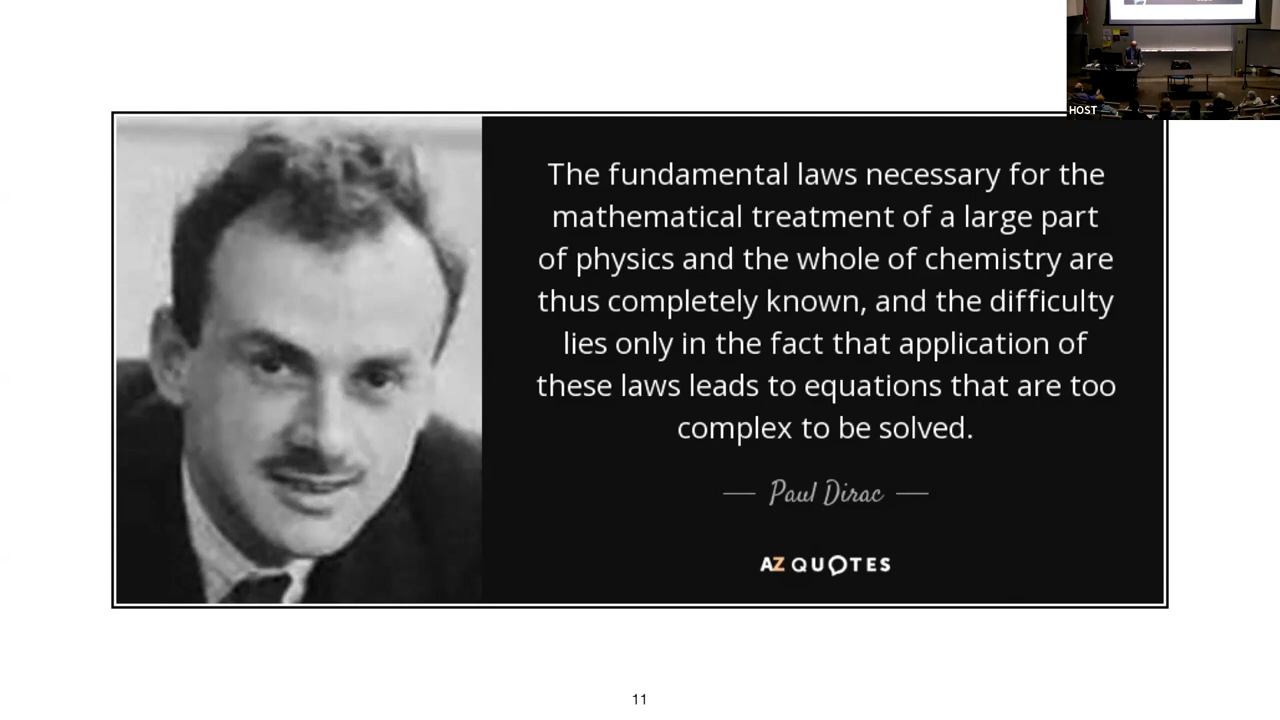 HOST
The fundamental laws necessary for the
mathematical treatment of a large part
of physics and the whole of chemistry are
thus completely known, and the difficulty
lies only in the fact that application of
these laws leads to equations that are too
complex to be solved.
— Paul Dirac —
AZ QUOTES
11